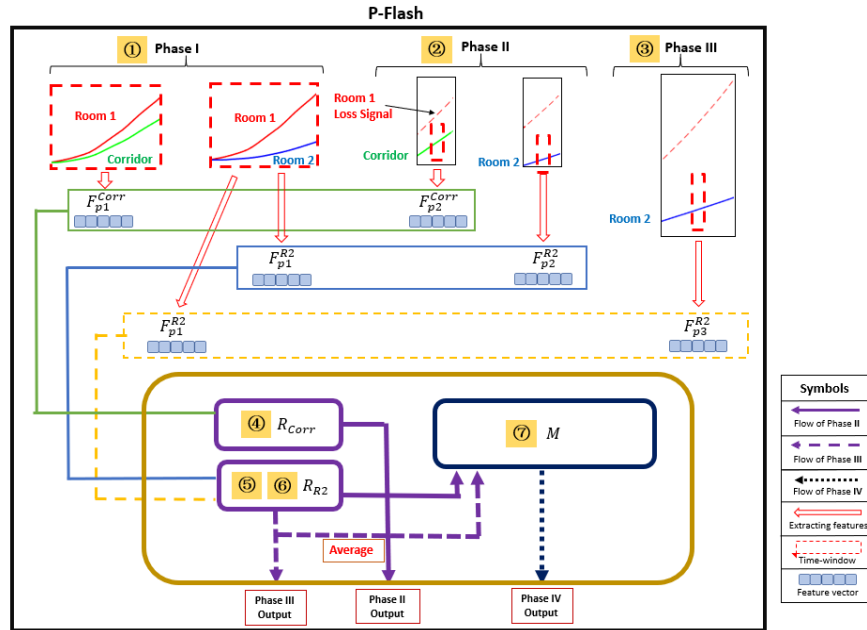 P-Flash
① Phase I
② Phase II
③ Phase III
Room 1
Corridor
Room 1
Room 2
Room 1
Loss Signal
Corridor
Room 2
Room 2
F_{p1}^{Corr}
F_{p2}^{Corr}
F_{p1}^{R2}
F_{p2}^{R2}
F_{p1}^{R2}
F_{p3}^{R2}
④ R_{Corr}
⑦ M
⑤ ⑥ R_{R2}
Average
Phase III
Output
Phase II
Output
Phase IV
Output
Symbols
Flow of Phase II
Flow of Phase III
Flow of Phase IV
Extracting features
Time-window
Feature vector